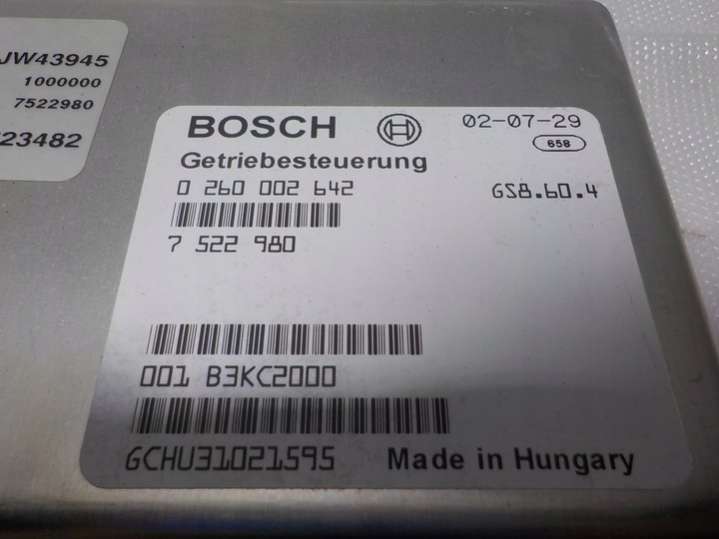 JW43945
1000000
7522980
23482
BOSCH
02-07-29
658
Getriebesteuerung
0 260 002 642
GS8.60.4
7 522 980
001 B3KC2000
GCHU31021595
Made in Hungary